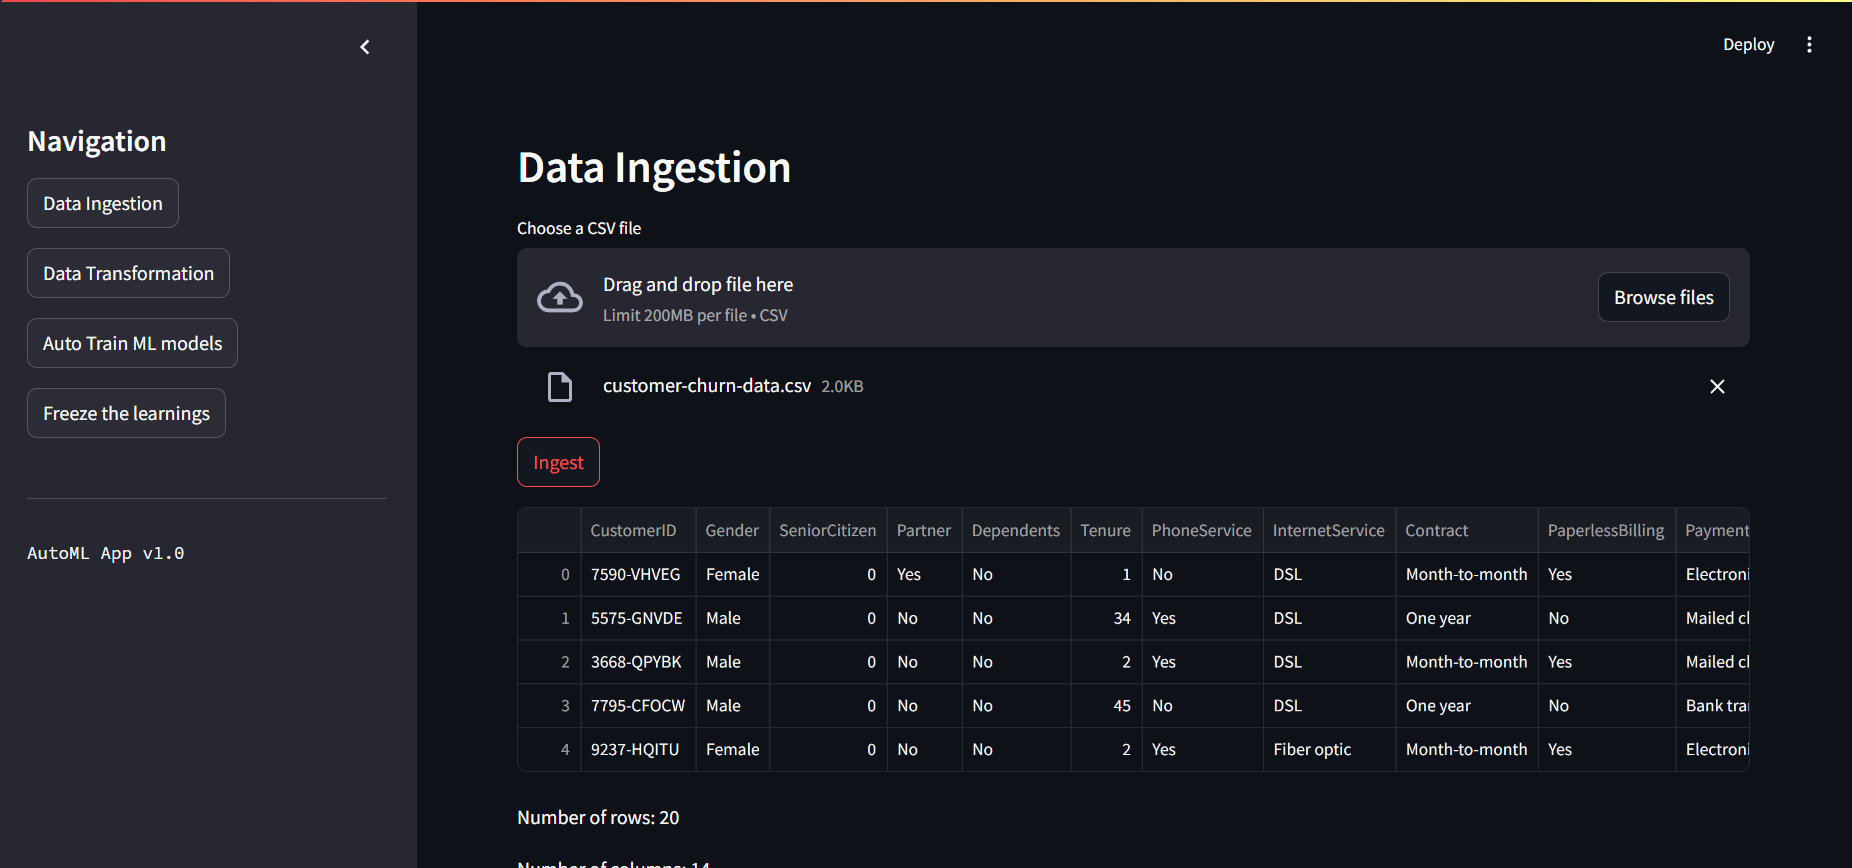 Deploy
Navigation
Data Ingestion
Data Transformation
Auto Train ML models
Freeze the learnings
AutoML App v1.0
Data Ingestion
Choose a CSV file
Drag and drop file here
Limit 200MB per file • CSV
Browse files
customer-churn-data.csv 2.0KB
Ingest
CustomerID Gender SeniorCitizen Partner Dependents Tenure PhoneService InternetService Contract PaperlessBilling Payment
0 7590-VHVEG Female 0 Yes No 1 No DSL Month-to-month Yes Electroni
1 5575-GNVDE Male 0 No No 34 Yes DSL One year No Mailed cl
2 3668-QPYBK Male 0 No No 2 Yes DSL Month-to-month Yes Mailed cl
3 7795-CFOCW Male 0 No No 45 No DSL One year No Bank tra
4 9237-HQITU Female 0 No No 2 Yes Fiber optic Month-to-month Yes Electroni
Number of rows: 20
Number of columns: 14